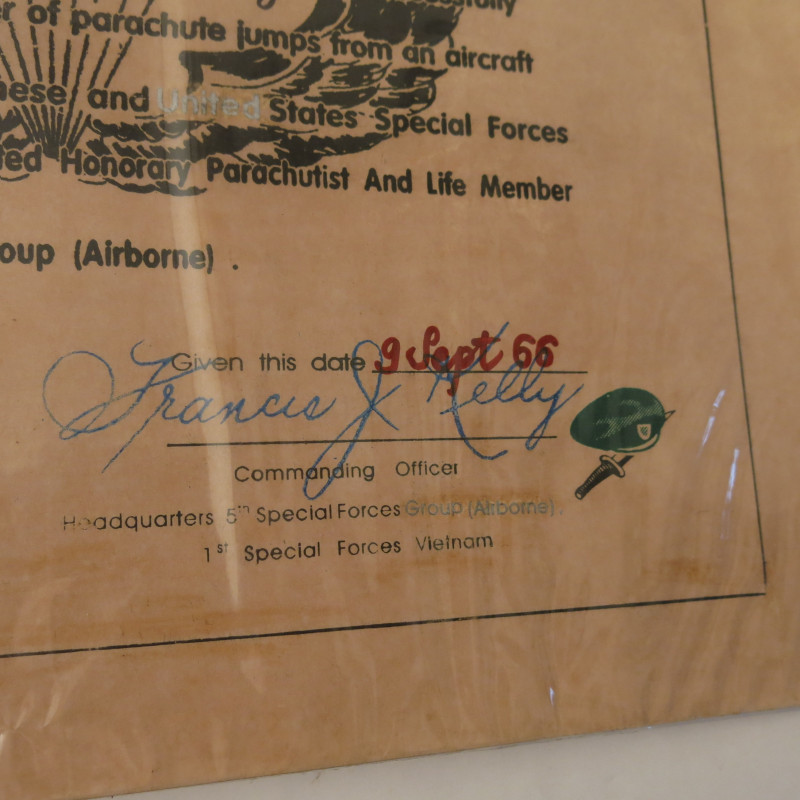 of parachute jumps from an aircraft
and United States Special Forces
Honorary Parachutist And Life Member
(Airborne) .
Given this date 9 Sept 66
Francis J Kelly
Commanding Officer
Headquarters 5th Special Forces Group (Airborne).
1st Special Forces Vietnam